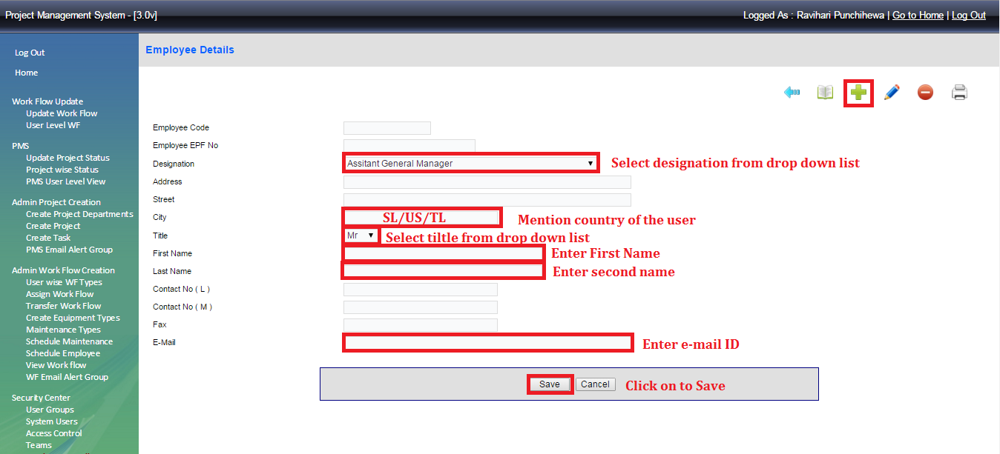 Project Management System - [3.0v]
Logged As : Ravihari Punchihewa | Go to Home | Log Out
Log Out
Home
Work Flow Update
Update Work Flow
User Level WF
PMS
Update Project Status
Project wise Status
PMS User Level View
Admin Project Creation
Create Project Departments
Create Project
Create Task
PMS Email Alert Group
Admin Work Flow Creation
User wise WF Types
Assign Work Flow
Transfer Work Flow
Create Equipment Types
Maintenance Types
Schedule Maintenance
Schedule Employee
View Work flow
WF Email Alert Group
Security Center
User Groups
System Users
Access Control
Teams
Employee Details
Employee Code
Employee EPF No
Designation Assitant General Manager Select designation from drop down list
Address
Street
City SL/US/TL Mention country of the user
Title Mr Select tiltle from drop down list
First Name Enter First Name
Last Name Enter second name
Contact No ( L )
Contact No ( M )
Fax
E-Mail Enter e-mail ID
Save Cancel Click on to Save